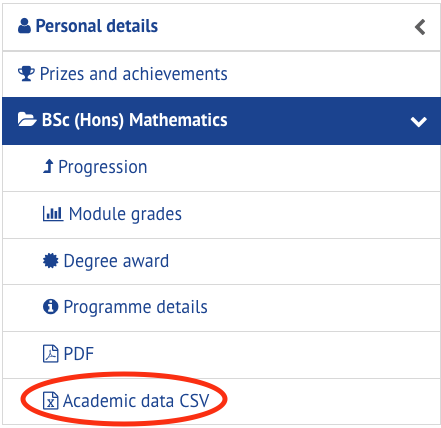 Personal details
Prizes and achievements
BSc (Hons) Mathematics
Progression
Module grades
Degree award
Programme details
PDF
Academic data CSV